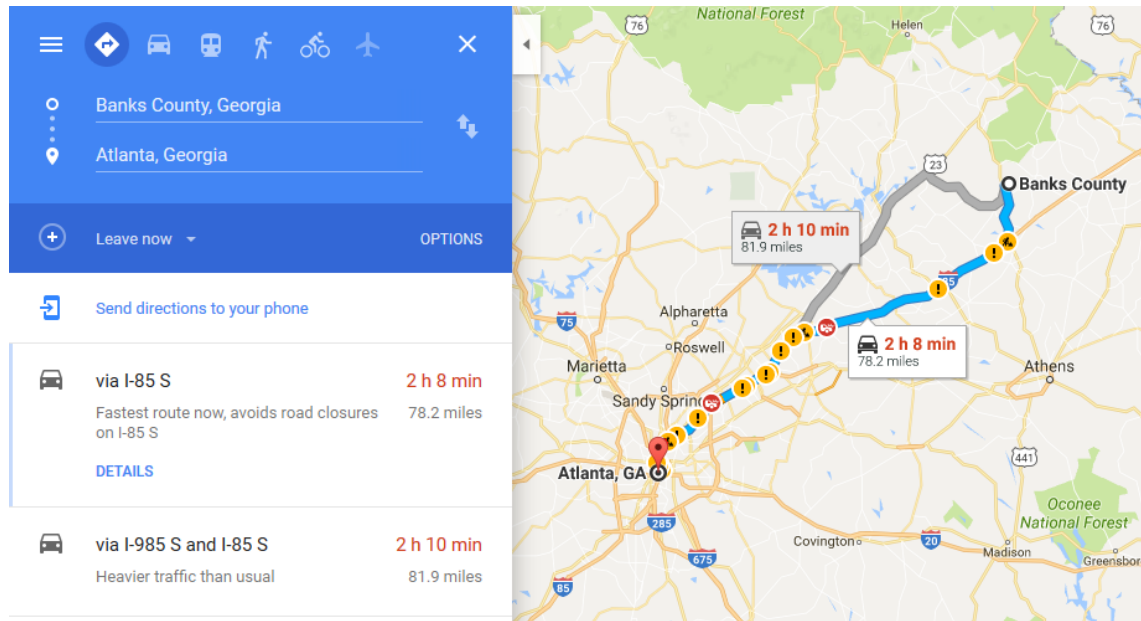 Banks County, Georgia
Atlanta, Georgia
Leave now
OPTIONS
Send directions to your phone
via I-85 S
2 h 8 min
Fastest route now, avoids road closures
78.2 miles
on I-85 S
DETAILS
via I-985 S and I-85 S
2 h 10 min
Heavier traffic than usual
81.9 miles
National Forest
76
Helen
76
23
Banks County
2 h 10 min
81.9 miles
85
Alpharetta
75
Roswell
2 h 8 min
78.2 miles
Marietta
Athens
Sandy Spring
441
Atlanta, GA
Oconee
National Forest
285
Covington
20
Madison
675
Greensbor
85